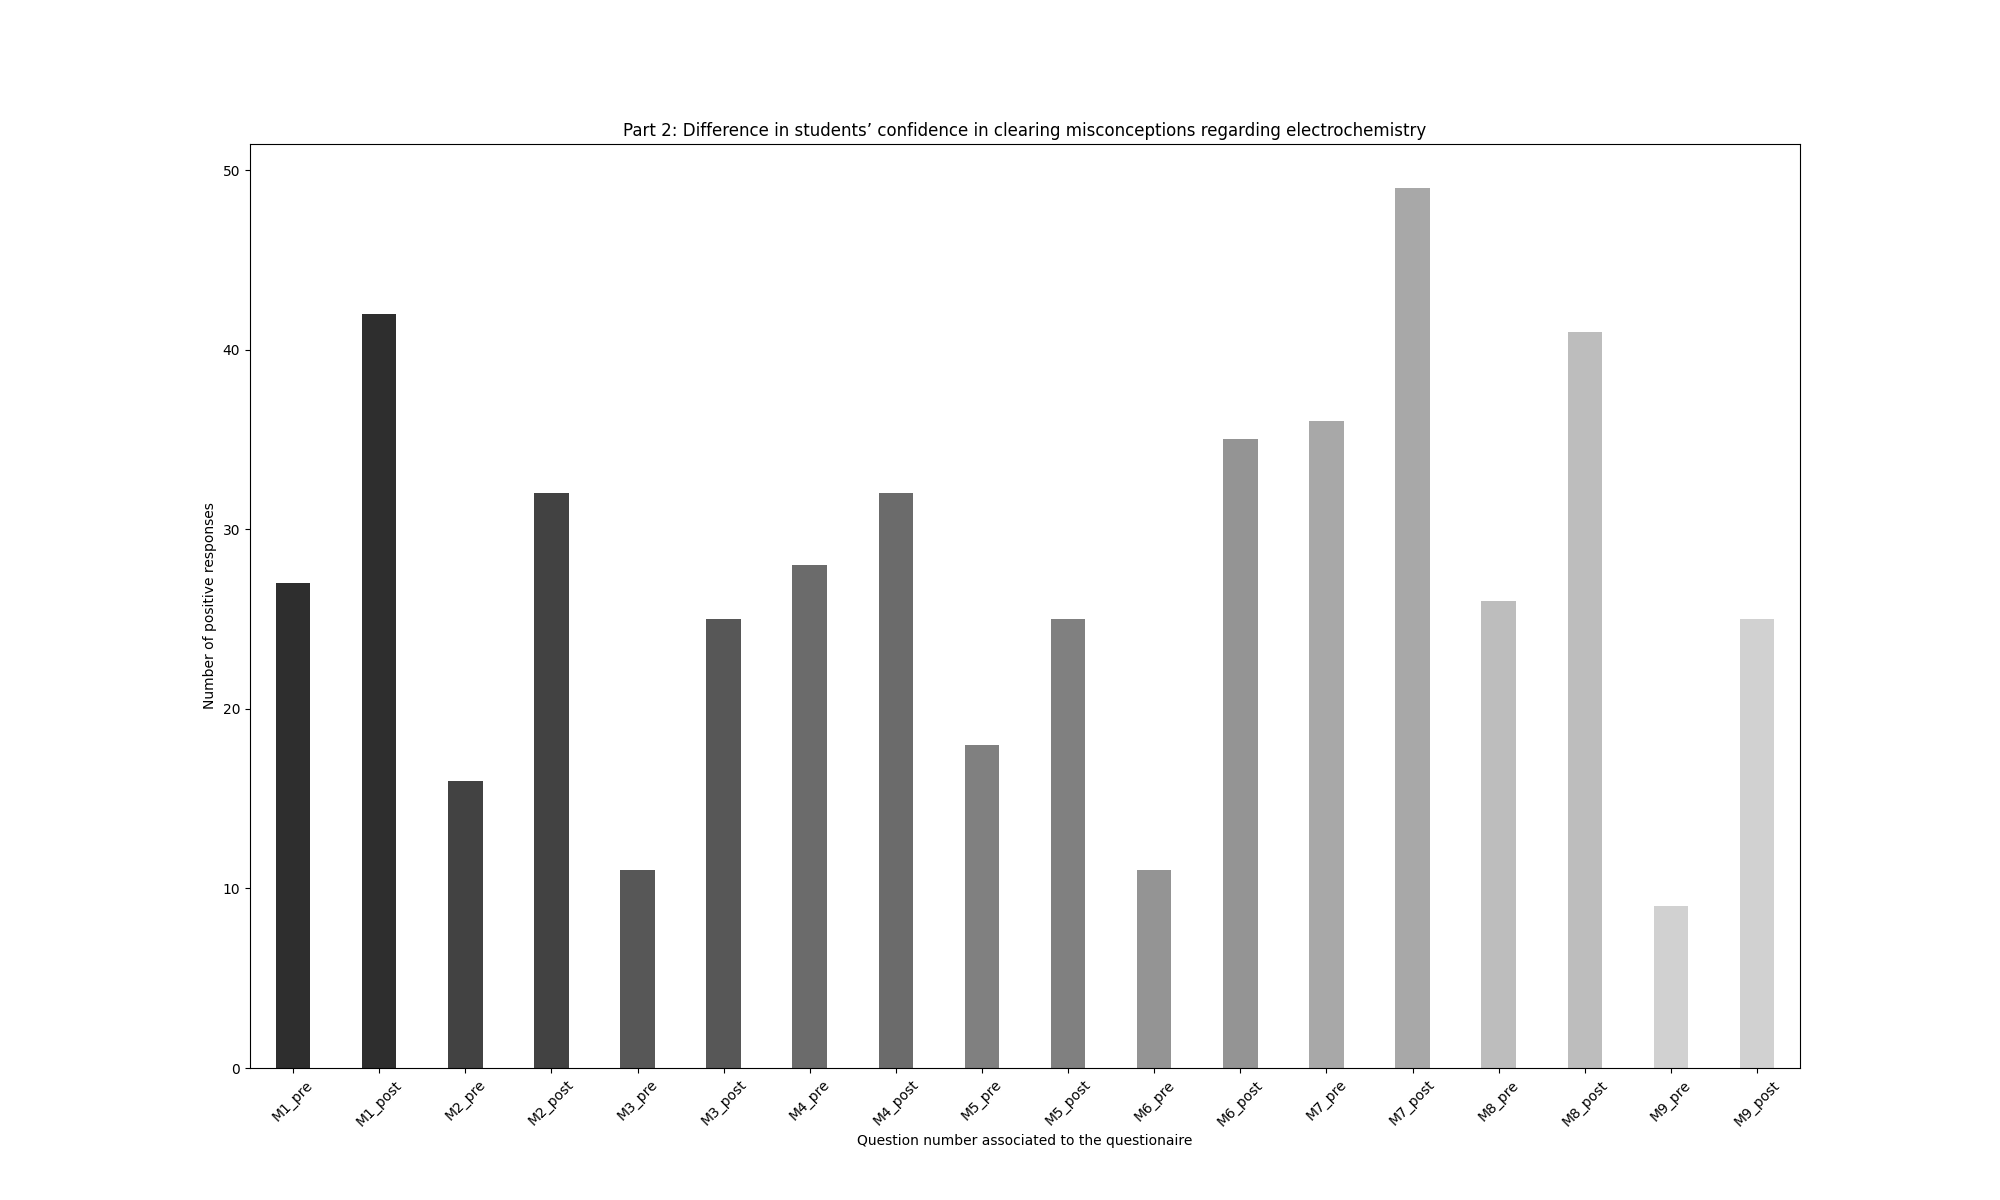 Part 2: Difference in students’ confidence in clearing misconceptions regarding electrochemistry
50
40
30
20
10
0
Number of positive responses
M1_pre
M1_post
M2_pre
M2_post
M3_pre
M3_post
M4_pre
M4_post
M5_pre
M5_post
M6_pre
M6_post
M7_pre
M7_post
M8_pre
M8_post
M9_pre
M9_post
Question number associated to the questionaire